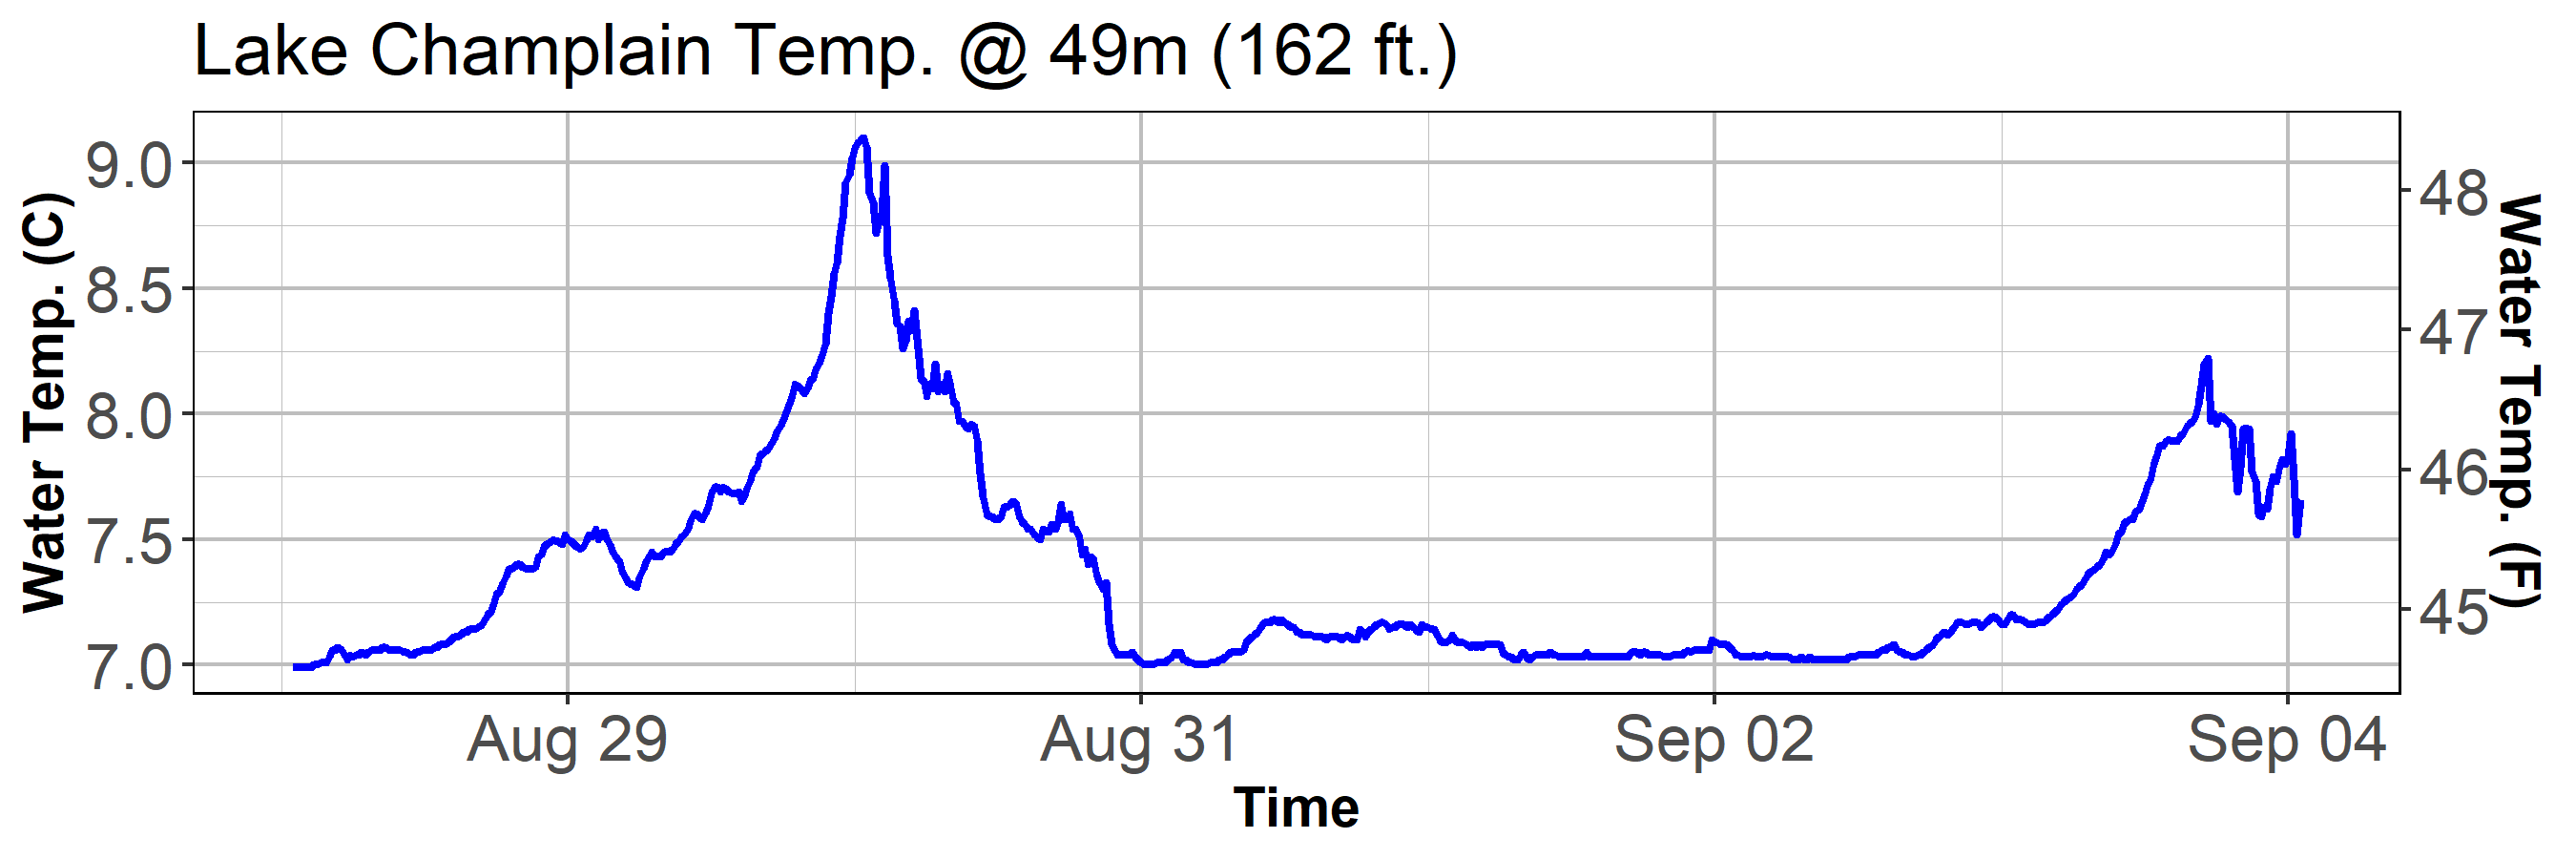 Lake Champlain Temp. @ 49m (162 ft.)
Water Temp. (C)
9.0
8.5
8.0
7.5
7.0
48
47
46
45
Water Temp. (F)
Aug 29
Aug 31
Sep 02
Sep 04
Time